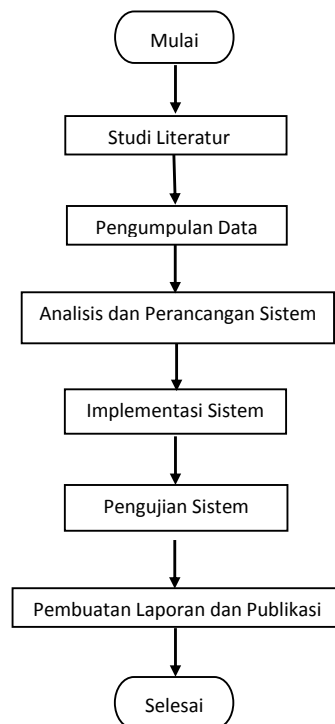 Mulai
Studi Literatur
Pengumpulan Data
Analisis dan Perancangan Sistem
Implementasi Sistem
Pengujian Sistem
Pembuatan Laporan dan Publikasi
Selesai